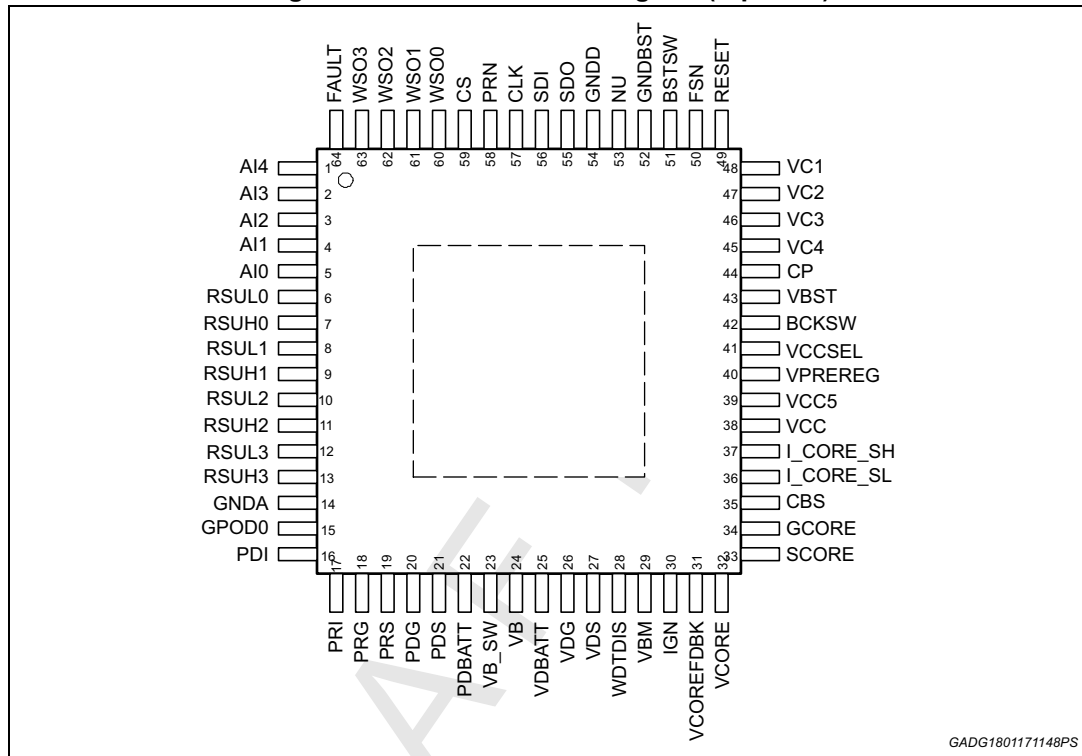 FAULT
WSO3
WSO2
WSO1
WSO0
CS
PRN
CLK
SDI
SDO
GNDD
NU
GNDBST
BSTSW
FSN
RESET
64
63
62
61
60
59
58
57
56
55
54
53
52
51
50
49
AI4 1
AI3 2
AI2 3
AI1 4
AI0 5
RSUL0 6
RSUH0 7
RSUL1 8
RSUH1 9
RSUL2 10
RSUH2 11
RSUL3 12
RSUH3 13
GNDA 14
GPOD0 15
PDI 16
48 VC1
47 VC2
46 VC3
45 VC4
44 CP
43 VBST
42 BCKSW
41 VCCSEL
40 VPREREG
39 VCC5
38 VCC
37 I_CORE_SH
36 I_CORE_SL
35 CBS
34 GCORE
33 SCORE
17
18
19
20
21
22
23
24
25
26
27
28
29
30
31
32
PRI
PRG
PRS
PDG
PDS
PDBATT
VB_SW
VB
VDBATT
VDG
VDS
WDTDIS
VBM
IGN
VCOREFDBK
VCORE
GADG1801171148PS